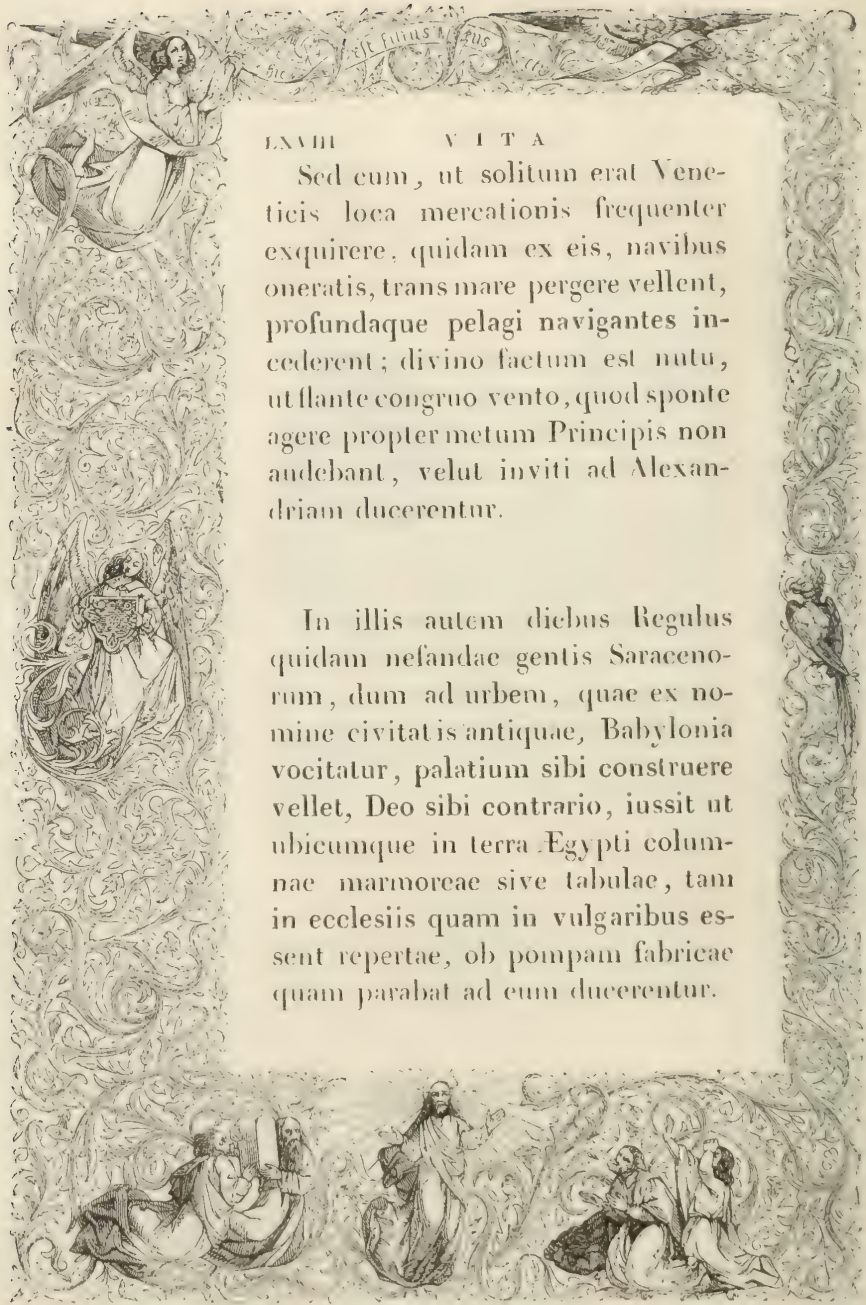 hic est filius meus
LXVIII VITA
Sed cum, ut solitum erat Vene-
ticis loca mercationis frequenter
exquirere, quidam ex eis, navibus
oneratis, trans mare pergere vellent,
profundaque pelagi navigantes in-
cederent; divino factum est nutu,
ut flante congruo vento, quod sponte
agere propter metum Principis non
audebant, velut inviti ad Alexan-
driam ducerentur.
In illis autem diebus Regulus
quidam nefandae gentis Saraceno-
rum, dum ad urbem, quae ex no-
mine civitatis antiquae, Babylonia
vocitatur, palatium sibi construere
vellet, Deo sibi contrario, iussit ut
ubicumque in terra Ægypti colum-
nae marmoreae sive tabulae, tam
in ecclesiis quam in vulgaribus es-
sent repertae, ob pompam fabricae
quam parabat ad eum ducerentur.